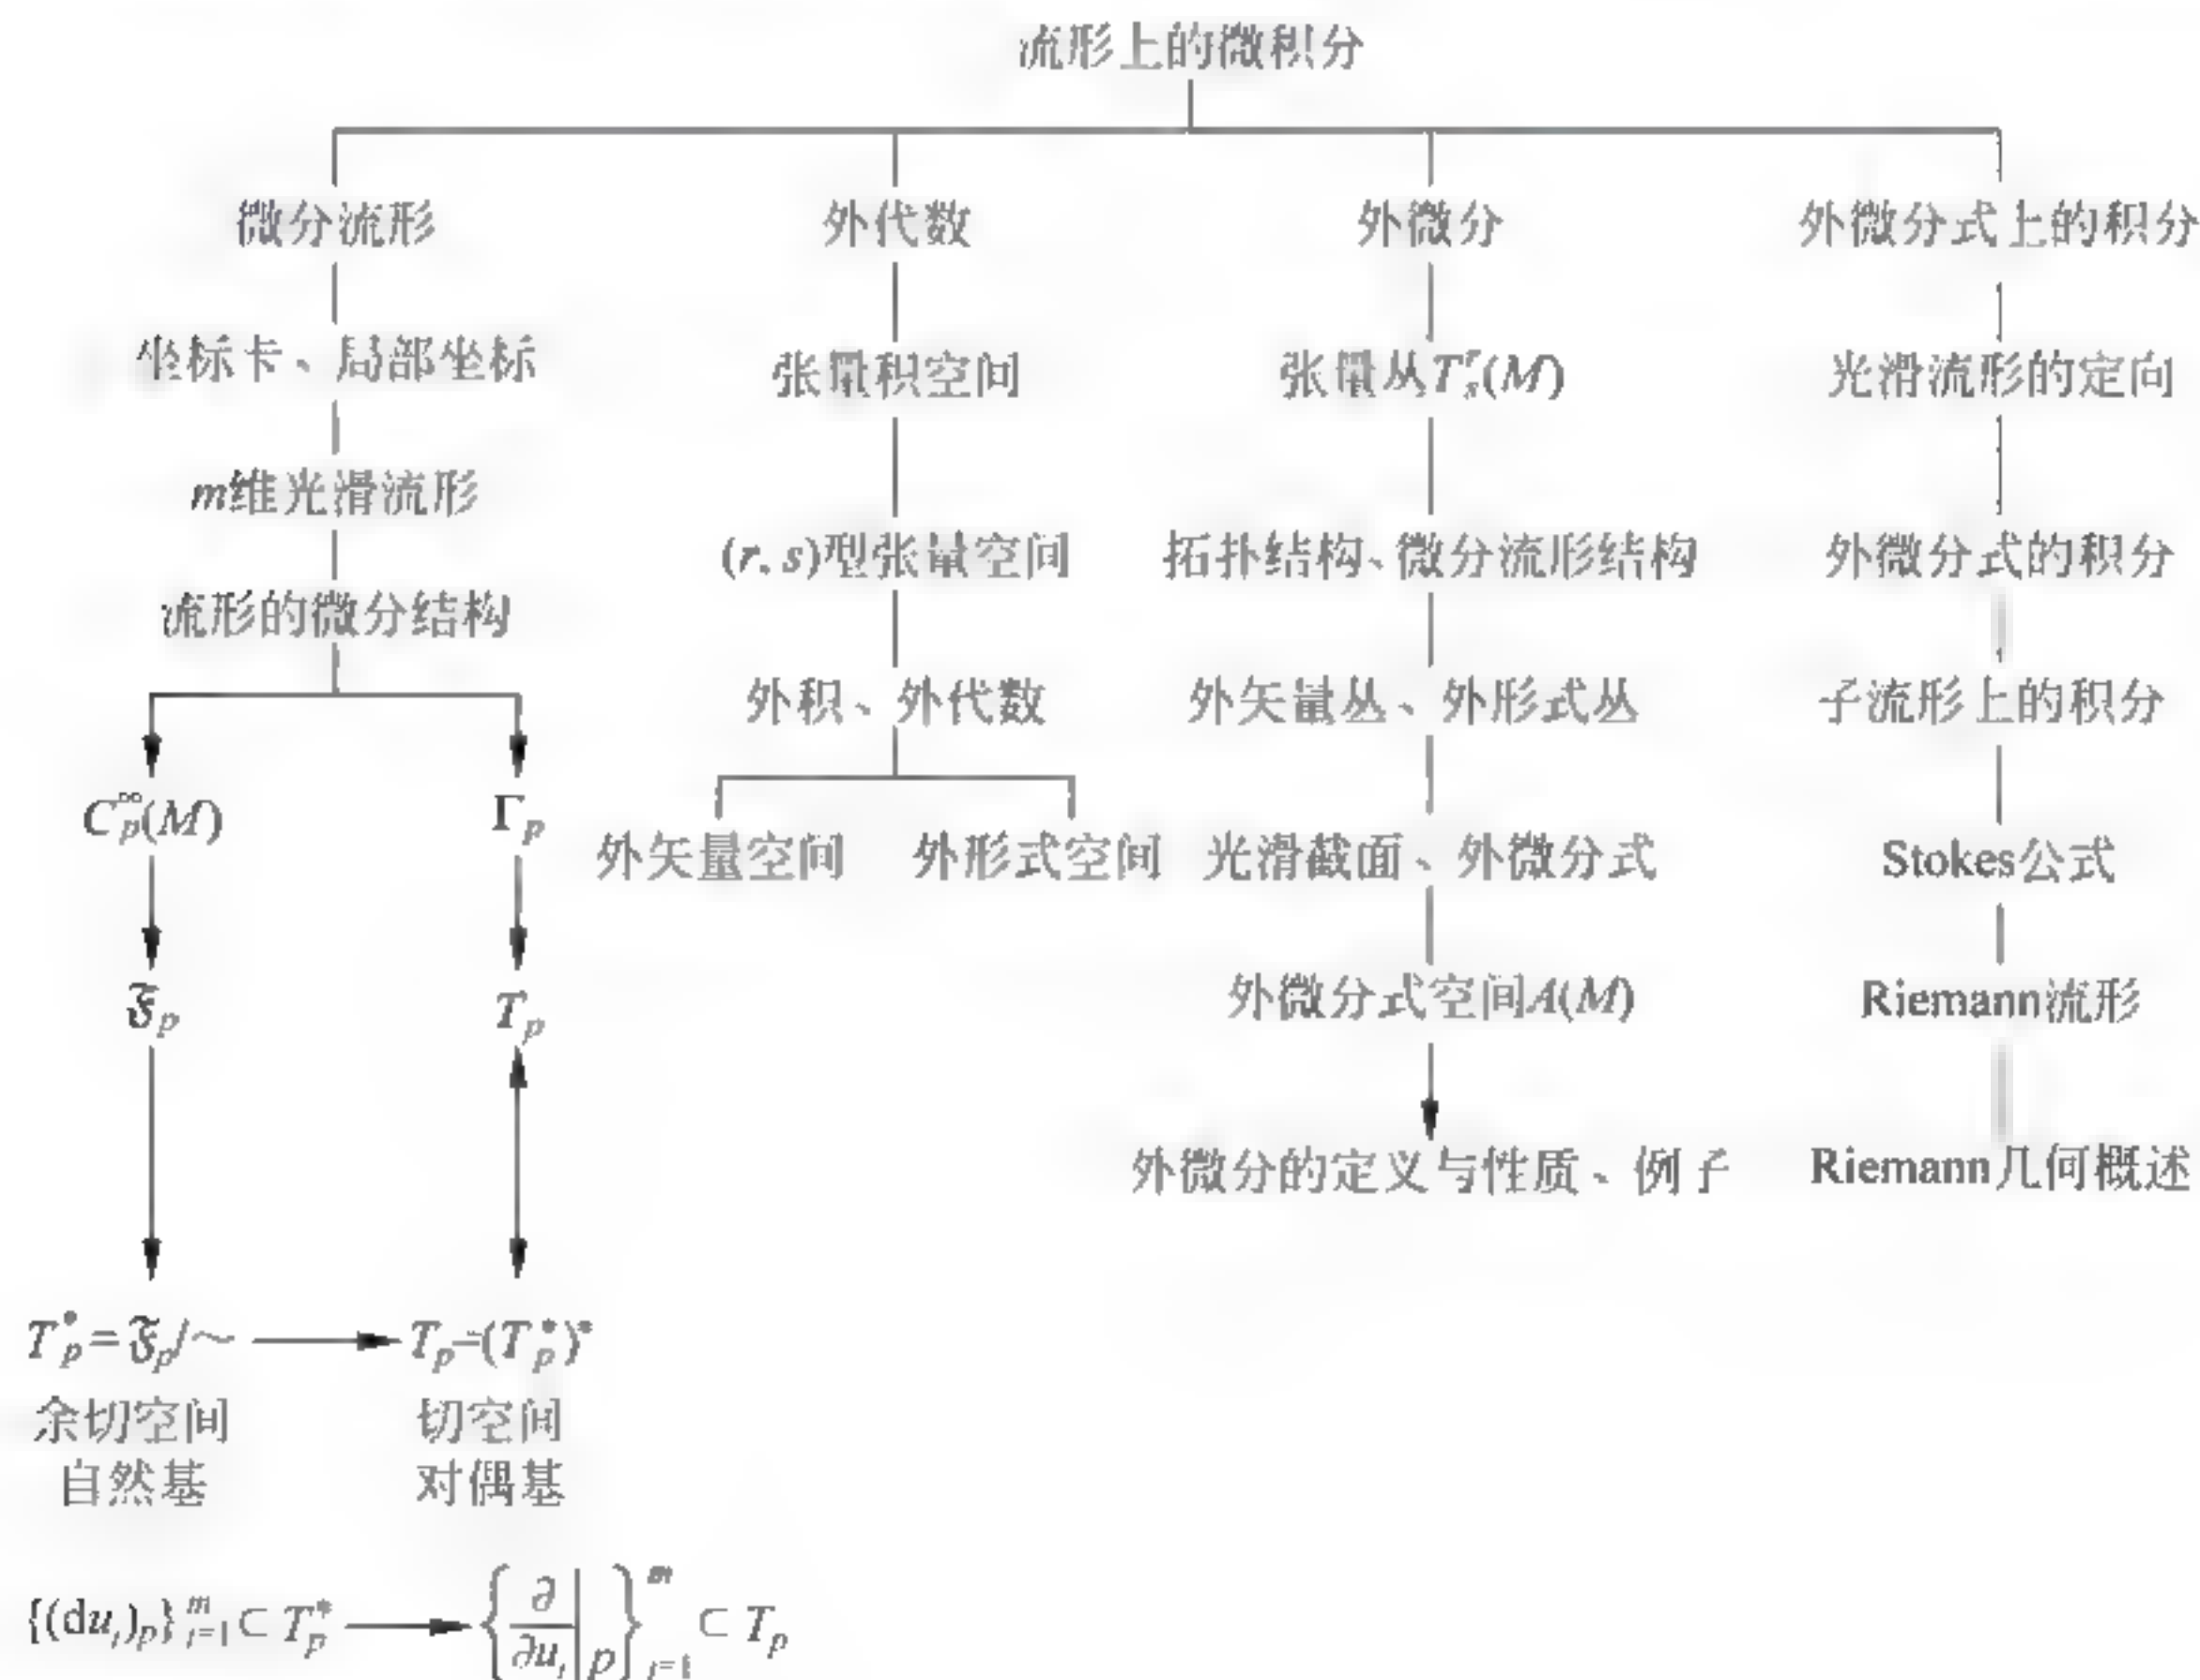 流形上的微积分
微分流形
外代数
外微分
外微分式上的积分
坐标卡、局部坐标
张量积空间
张量丛T^r_s(M)
光滑流形的定向
m维光滑流形
(r, s)型张量空间
拓扑结构、微分流形结构
外微分式的积分
流形的微分结构
外积、外代数
外矢量丛、外形式丛
子流形上的积分
C^∞_p(M)
Γ_p
外矢量空间
外形式空间
光滑截面、外微分式
Stokes公式
𝔉_p
T_p
外微分式空间A(M)
Riemann流形
外微分的定义与性质、例子
Riemann几何概述
T^*_p=𝔉_p/～
T_p=(T^*_p)^*
余切空间
切空间
自然基
对偶基
{(du_i)_p}^m_{i=1}⊂T^*_p
{∂/∂u_i|_p}^m_{i=1}⊂T_p